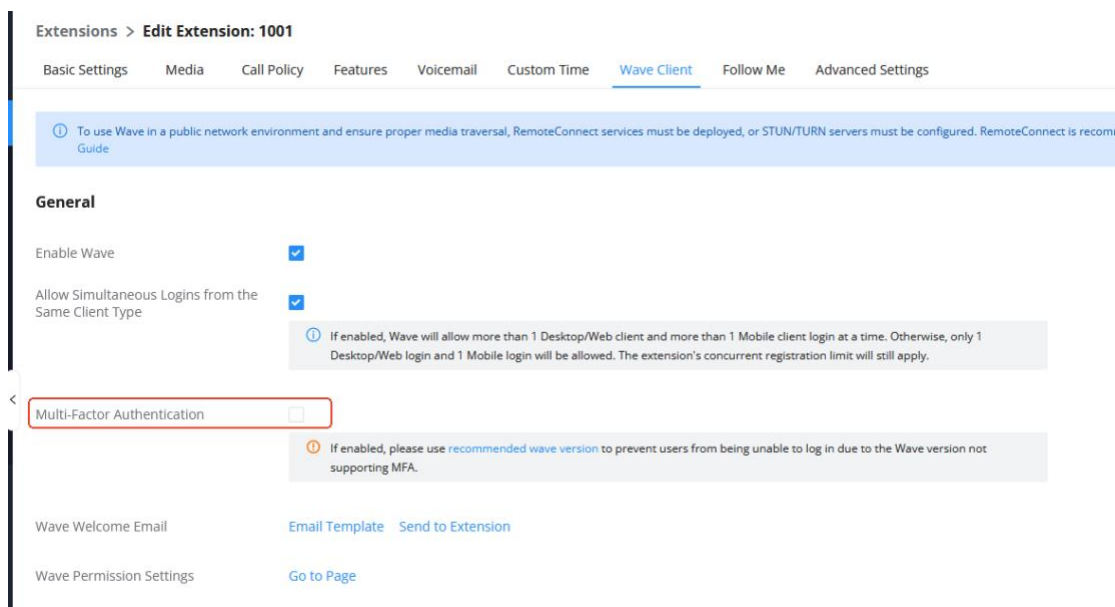 Extensions > Edit Extension: 1001
Basic Settings Media Call Policy Features Voicemail Custom Time Wave Client Follow Me Advanced Settings
To use Wave in a public network environment and ensure proper media traversal, RemoteConnect services must be deployed, or STUN/TURN servers must be configured. RemoteConnect is
Guide
General
Enable Wave
Allow Simultaneous Logins from the
Same Client Type
If enabled, Wave will allow more than 1 Desktop/Web client and more than 1 Mobile client login at a time. Otherwise, only 1
Desktop/Web login and 1 Mobile login will be allowed. The extension's concurrent registration limit will still apply.
Multi-Factor Authentication
If enabled, please use recommended wave version to prevent users from being unable to log in due to the Wave version not
supporting MFA.
Wave Welcome Email Email Template Send to Extension
Wave Permission Settings Go to Page